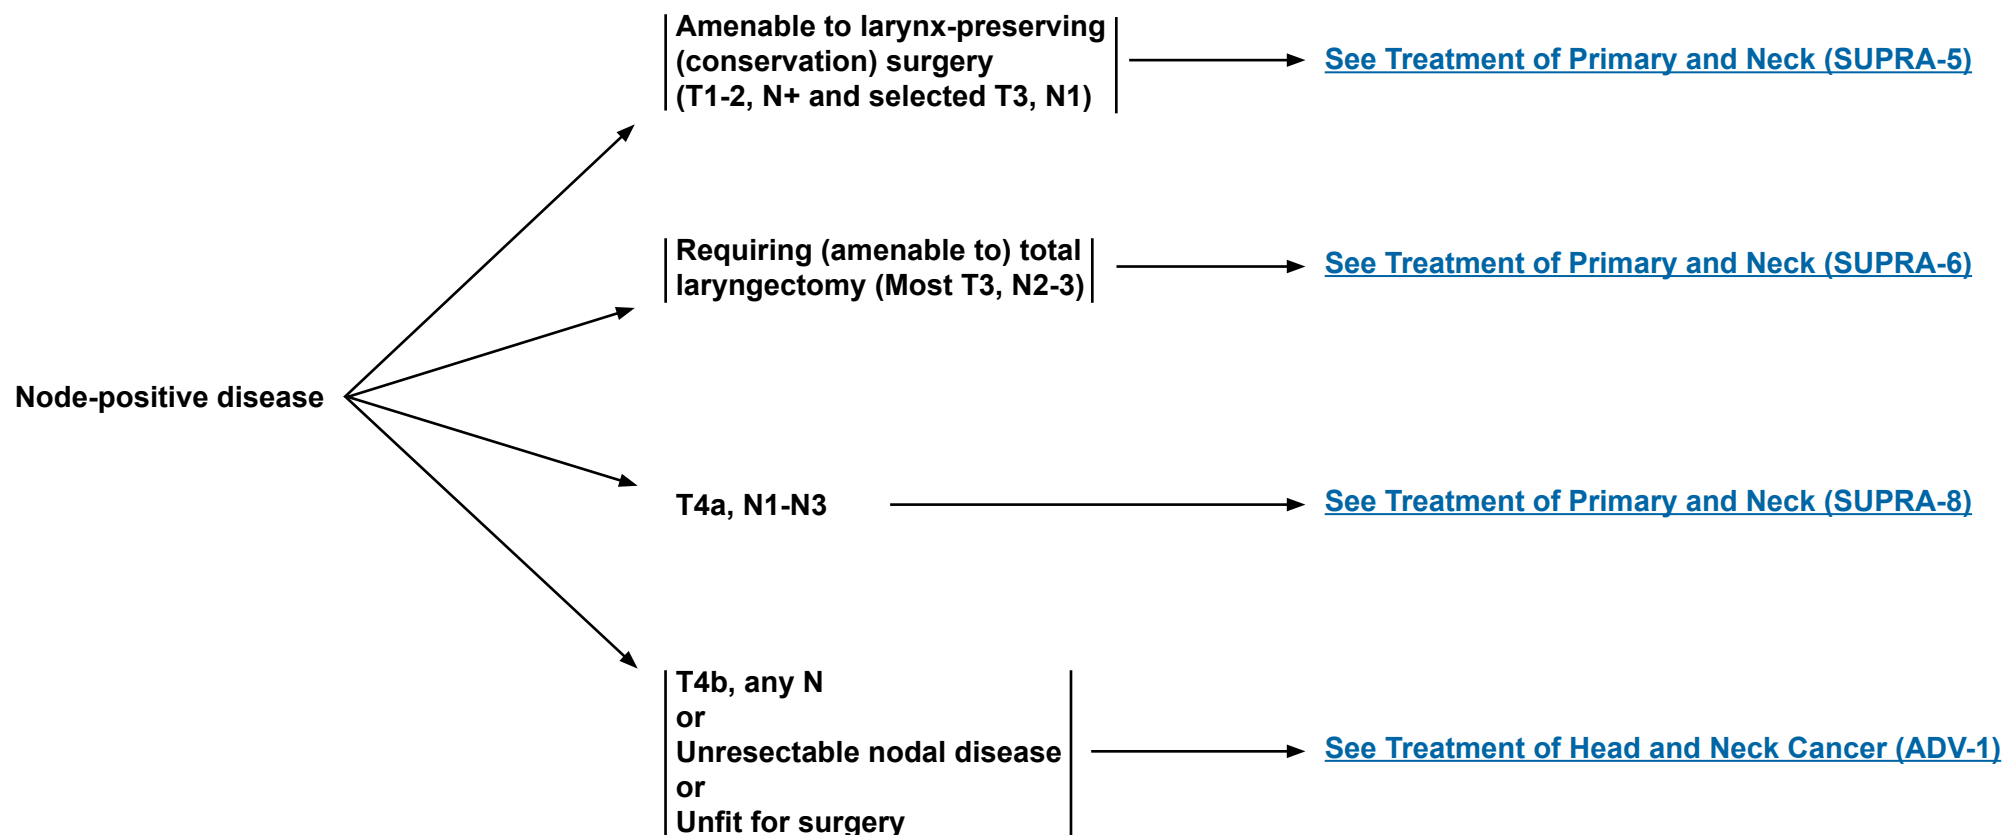 Node-positive disease
Amenable to larynx-preserving
(conservation) surgery
(T1-2, N+ and selected T3, N1)
See Treatment of Primary and Neck (SUPRA-5)
Requiring (amenable to) total
laryngectomy (Most T3, N2-3)
See Treatment of Primary and Neck (SUPRA-6)
T4a, N1-N3
See Treatment of Primary and Neck (SUPRA-8)
T4b, any N
or
Unresectable nodal disease
or
Unfit for surgery
See Treatment of Head and Neck Cancer (ADV-1)